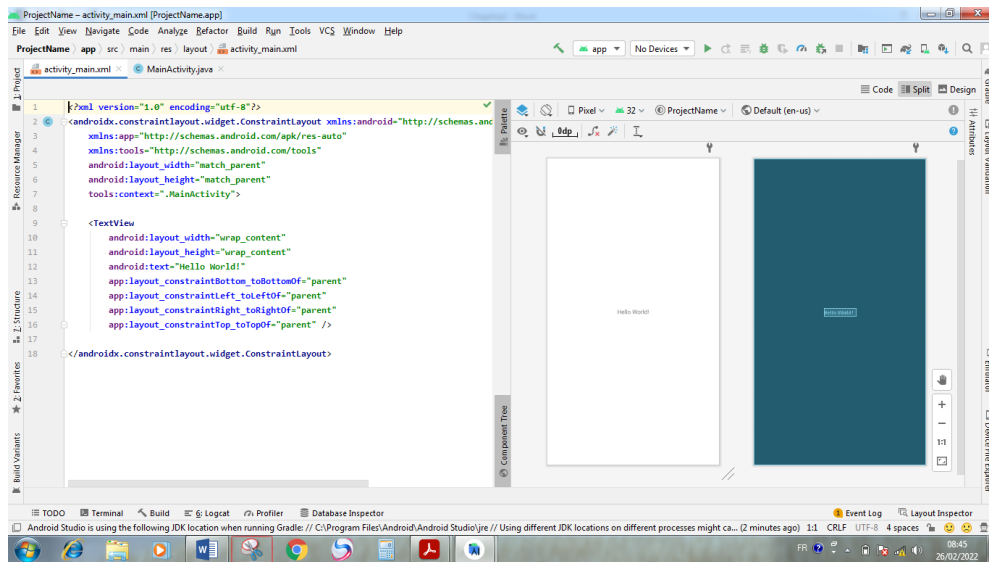 ProjectName – activity_main.xml [ProjectName.app]
File Edit View Navigate Code Analyze Refactor Build Run Tools VCS Window Help
ProjectName app src main res layout activity_main.xml
app No Devices
activity_main.xml MainActivity.java
Code Split Design
1 <?xml version="1.0" encoding="utf-8"?>
2 <androidx.constraintlayout.widget.ConstraintLayout xmlns:android="http://schemas.and
3 xmlns:app="http://schemas.android.com/apk/res-auto"
4 xmlns:tools="http://schemas.android.com/tools"
5 android:layout_width="match_parent"
6 android:layout_height="match_parent"
7 tools:context=".MainActivity">
8
9 <TextView
10 android:layout_width="wrap_content"
11 android:layout_height="wrap_content"
12 android:text="Hello World!"
13 app:layout_constraintBottom_toBottomOf="parent"
14 app:layout_constraintLeft_toLeftOf="parent"
15 app:layout_constraintRight_toRightOf="parent"
16 app:layout_constraintTop_toTopOf="parent" />
17
18 </androidx.constraintlayout.widget.ConstraintLayout>
1: Project
Resource Manager
7: Structure
2: Favorites
Build Variants
Palette
Component Tree
Pixel 32 ProjectName Default (en-us)
0dp
Hello World!
Hello World!
1:1
Gradle
Attributes
Layout Validation
Emulator
Device File Explorer
TODO Terminal Build 6: Logcat Profiler Database Inspector
1 Event Log Layout Inspector
Android Studio is using the following JDK location when running Gradle: // C:\Program Files\Android\Android Studio\jre // Using different JDK locations on different processes might ca... (2 minutes ago) 1:1 CRLF UTF-8 4 spaces
FR
08:45
26/02/2022